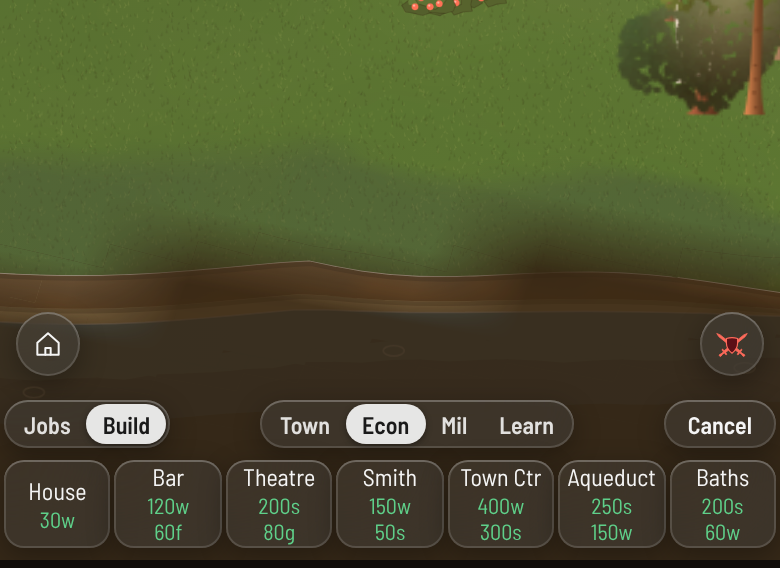 Jobs Build Town Econ Mil Learn Cancel
House Bar Theatre Smith Town Ctr Aqueduct Baths
30w 120w 200s 150w 400w 250s 200s
60f 80g 50s 300s 150w 60w